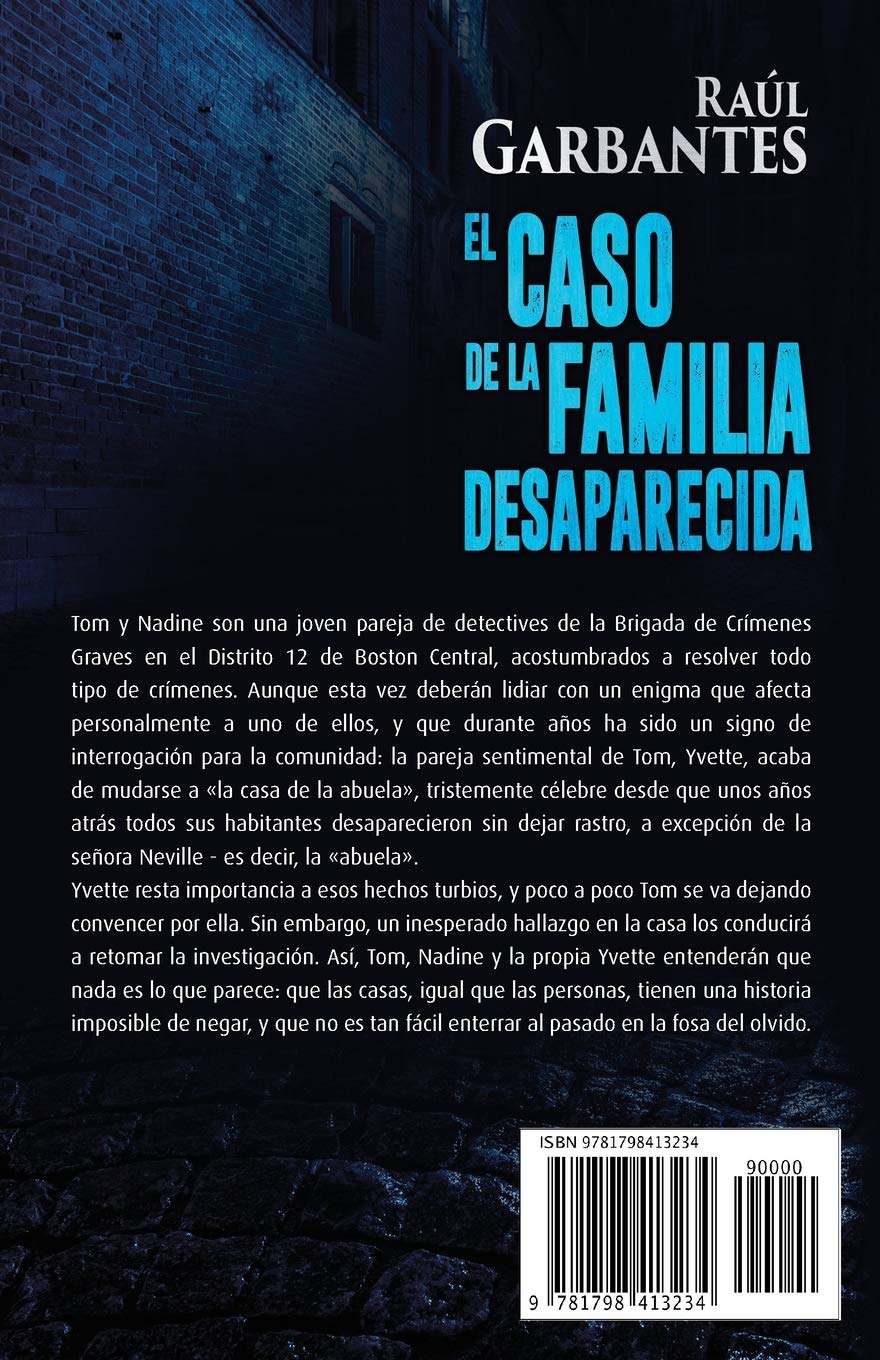 RAÚL
GARBANTES
EL CASO
DE LA FAMILIA
DESAPARECIDA
Tom y Nadine son una joven pareja de detectives de la Brigada de Crímenes
Graves en el Distrito 12 de Boston Central, acostumbrados a resolver todo
tipo de crímenes. Aunque esta vez deberán lidiar con un enigma que afecta
personalmente a uno de ellos, y que durante años ha sido un signo de
interrogación para la comunidad: la pareja sentimental de Tom, Yvette, acaba
de mudarse a «la casa de la abuela», tristemente célebre desde que unos años
atrás todos sus habitantes desaparecieron sin dejar rastro, a excepción de la
señora Neville - es decir, la «abuela».
Yvette resta importancia a esos hechos turbios, y poco a poco Tom se va dejando
convencer por ella. Sin embargo, un inesperado hallazgo en la casa los conducirá
a retomar la investigación. Así, Tom, Nadine y la propia Yvette entenderán que
nada es lo que parece: que las casas, igual que las personas, tienen una historia
imposible de negar, y que no es tan fácil enterrar al pasado en la fosa del olvido.
ISBN 9781798413234
90000
9 781798 413234